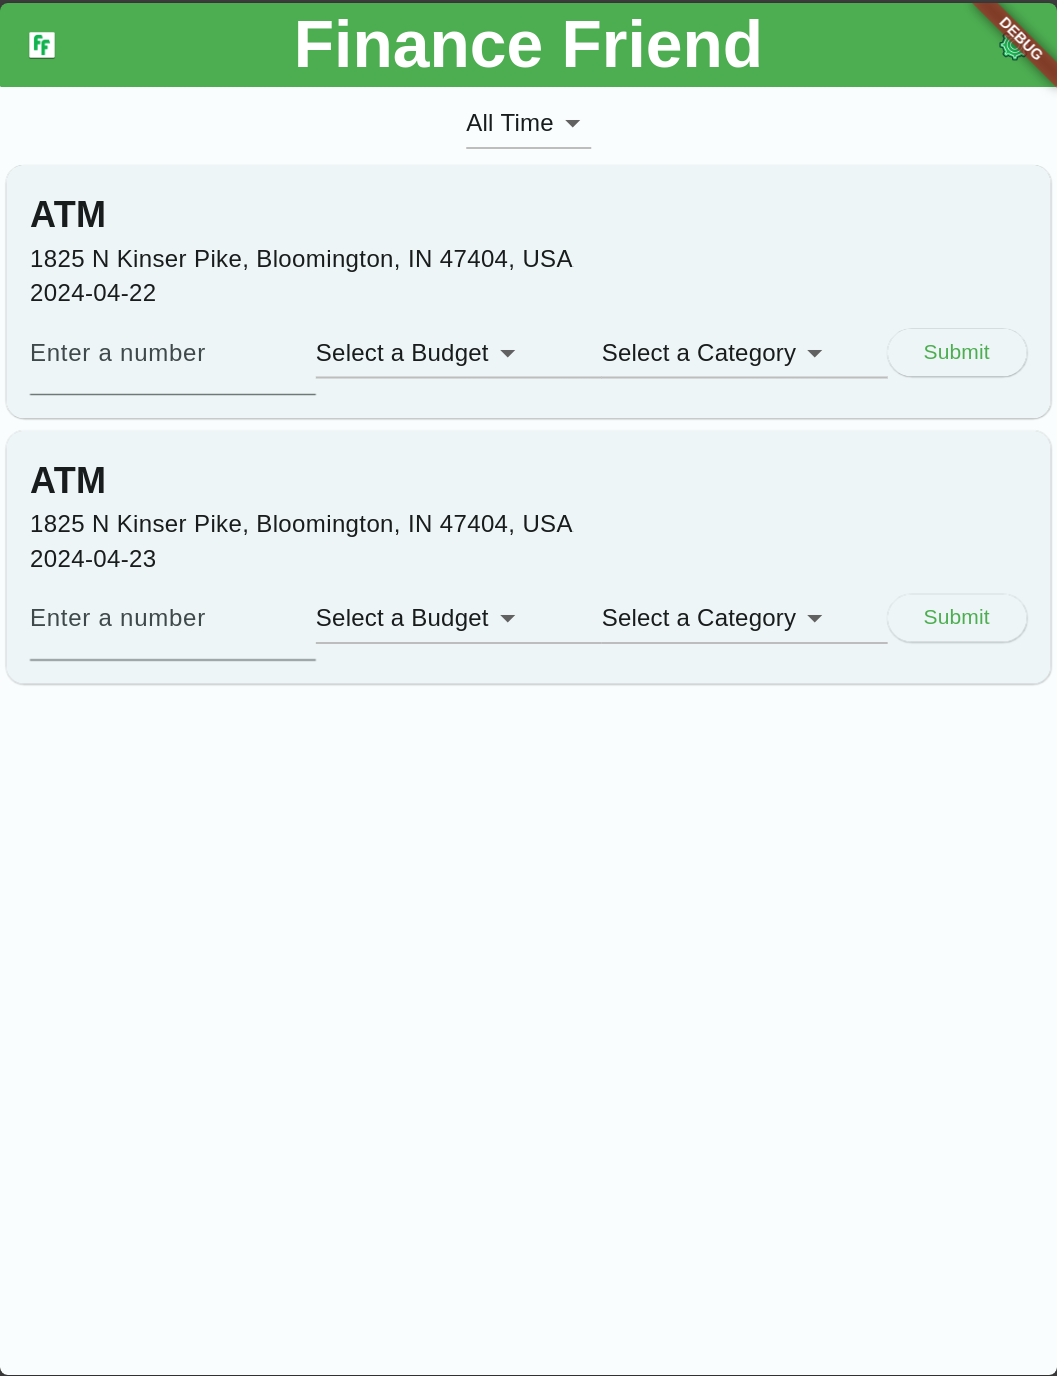 FF
Finance Friend
DEBUG
All Time
ATM
1825 N Kinser Pike, Bloomington, IN 47404, USA
2024-04-22
Enter a number Select a Budget Select a Category Submit
ATM
1825 N Kinser Pike, Bloomington, IN 47404, USA
2024-04-23
Enter a number Select a Budget Select a Category Submit